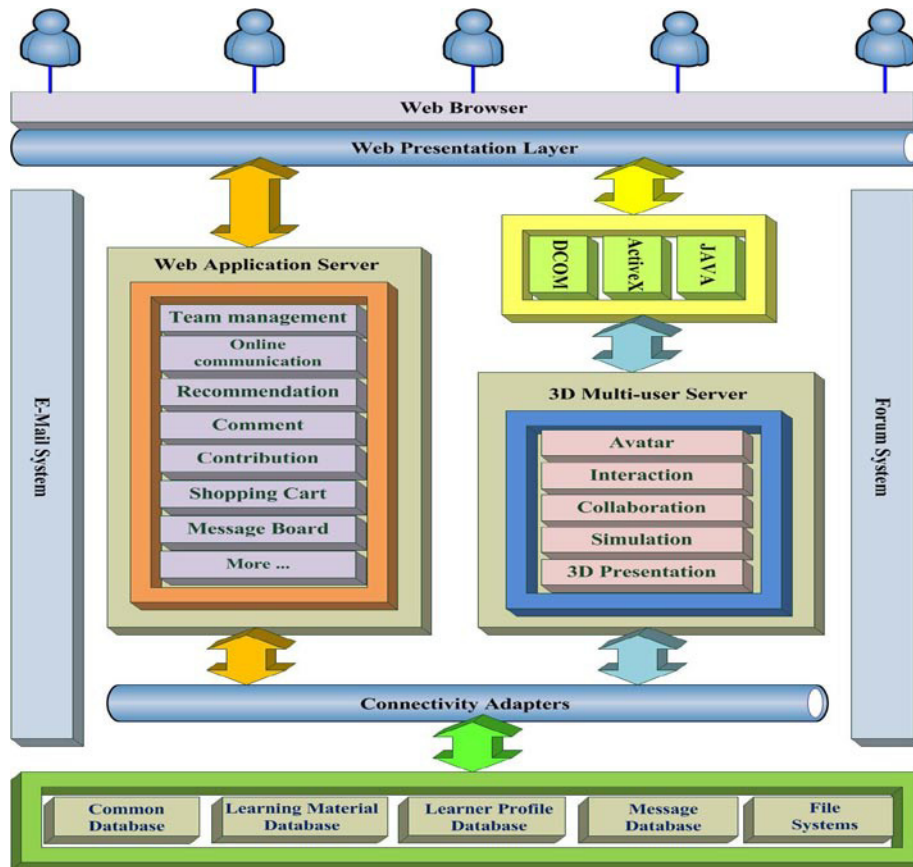 Web Browser
Web Presentation Layer
E-Mail System
Web Application Server
Team management
Online
communication
Recommendation
Comment
Contribution
Shopping Cart
Message Board
More ...
DCOM
ActiveX
JAVA
3D Multi-user Server
Avatar
Interaction
Collaboration
Simulation
3D Presentation
Forum System
Connectivity Adapters
Common
Database
Learning Material
Database
Learner Profile
Database
Message
Database
File
Systems